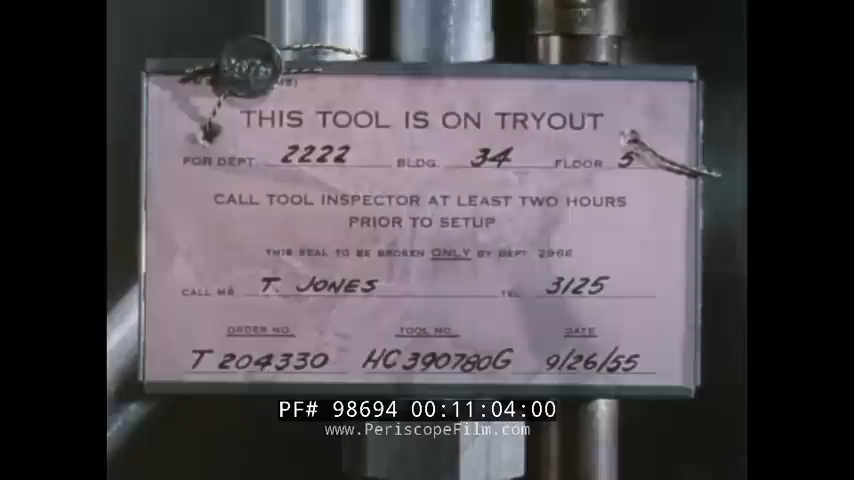 THIS TOOL IS ON TRYOUT
FOR DEPT. 2222 BLDG. 34 FLOOR 5
CALL TOOL INSPECTOR AT LEAST TWO HOURS
PRIOR TO SETUP
THIS SEAL TO BE BROKEN ONLY BY DEPT 2966
CALL MR. T. JONES TEL. 3125
ORDER NO. TOOL NO. DATE
T 204330 HC 390780G 9/26/55
PF# 98694 00:11:04:00
www.PeriscopeFilm.com